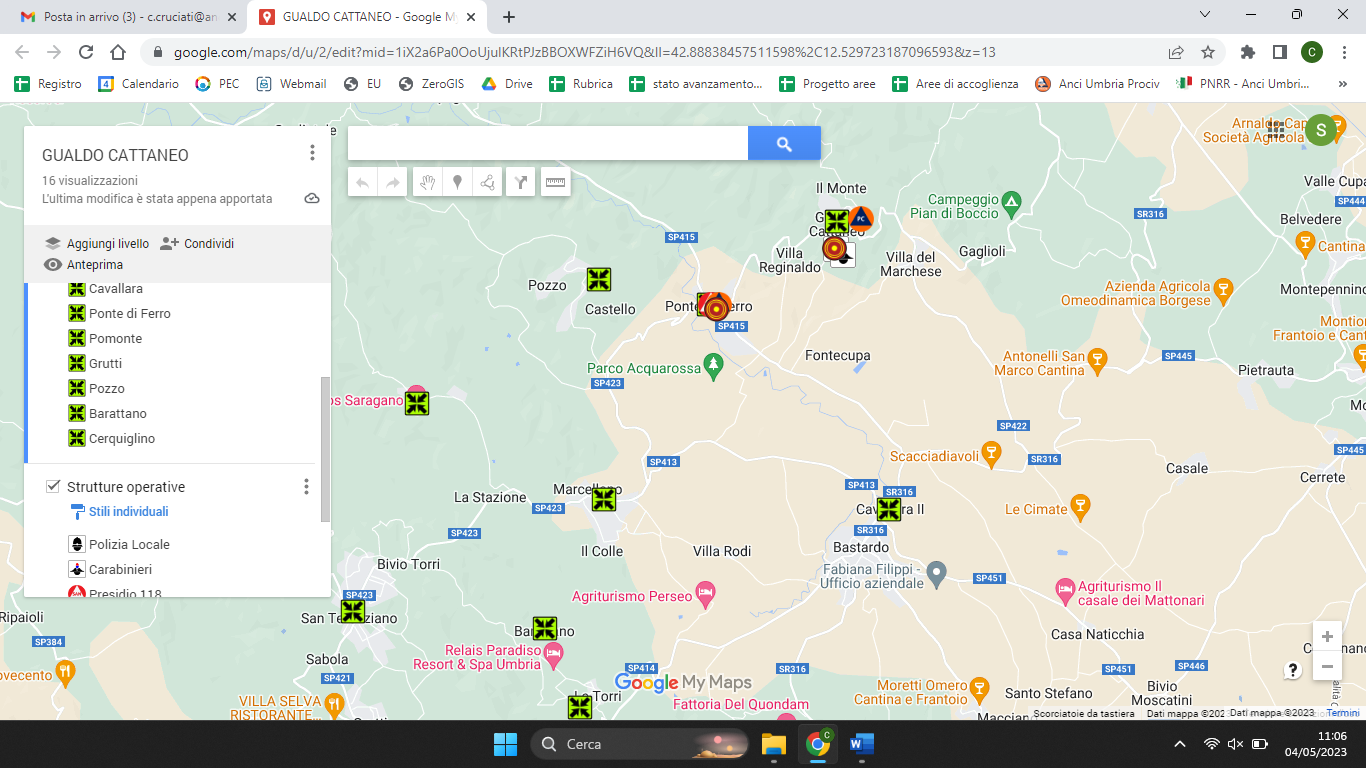 Posta in arrivo (3) - c.cruciati@an
GUALDO CATTANEO - Google M
google.com/maps/d/u/2/edit?mid=1iX2a6Pa0OoUjulKRtPJzBBOXWFZiH6VQ&ll=42.88838457511598%2C12.529723187096593&z=13
C
Registro
Calendario
PEC
Webmail
EU
ZeroGIS
Drive
Rubrica
stato avanzamento...
Progetto aree
Aree di accoglienza
Anci Umbria Prociv
PNRR - Anci Umbri...
»
GUALDO CATTANEO
16 visualizzazioni
L'ultima modifica è stata appena apportata
Aggiungi livello
Condividi
Anteprima
Cavallara
Ponte di Ferro
Pomonte
Grutti
Pozzo
Barattano
Cerquiglino
Strutture operative
Stili individuali
Polizia Locale
Carabinieri
Presidio 118
S
Società Agricola
Valle Cupa
SP444
Il Monte
Campeggio
Pian di Boccio
SR316
Belvedere
Cantina
SP415
Villa
Reginaldo
Villa del
Marchese
Gaglioli
Pozzo
Castello
Azienda Agricola
Omeodinamica Borgese
Montepennino
SP415
Fontecupa
Parco Acquarossa
SP423
Antonelli San
Marco Cantina
SP445
Frantoio e Cant
Pietrauta
os Saragano
SP422
SP413
Scacciadiavoli
SR316
Casale
SP445
Cerrete
La Stazione
Marcellano
SP423
SP413
SR316
Le Cimate
SP423
SR316
Il Colle
Villa Rodi
Bastardo
Bivio Torri
Fabiana Filippi -
Ufficio aziendale
SP451
Agriturismo Perseo
Agriturismo Il
casale dei Mattonari
SP423
Ripaioli
SP384
Casa Naticchia
Sabola
Relais Paradiso
Resort & Spa Umbria
SP421
SP414
SR316
SP451
SP446
ovecento
VILLA SELVA
RISTORANTE...
La Torri
Google My Maps
Fattoria Del Quondam
Moretti Omero
Cantina e Frantoio
Santo Stefano
Bivio
Moscatini
Scorciatoie da tastiera
Dati mappa ©2023
Termini
Cerca
11:06
04/05/2023